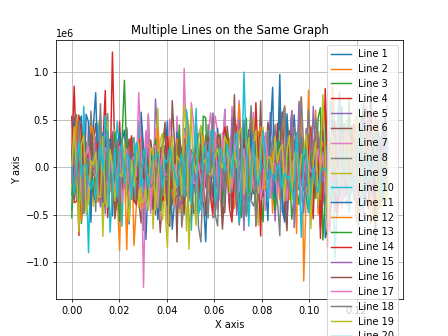 Multiple Lines on the Same Graph
1e6
1.0
0.5
0.0
−0.5
−1.0
Y axis
0.00
0.02
0.04
0.06
0.08
0.10
X axis
Line 1
Line 2
Line 3
Line 4
Line 5
Line 6
Line 7
Line 8
Line 9
Line 10
Line 11
Line 12
Line 13
Line 14
Line 15
Line 16
Line 17
Line 18
Line 19
Line 20